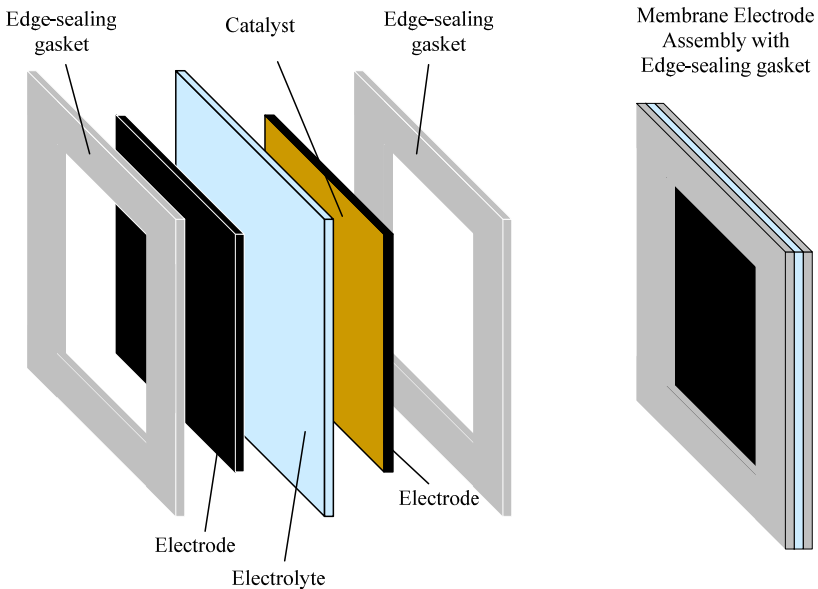 Edge-sealing
gasket
Catalyst
Edge-sealing
gasket
Membrane Electrode
Assembly with
Edge-sealing gasket
Electrode
Electrode
Electrolyte